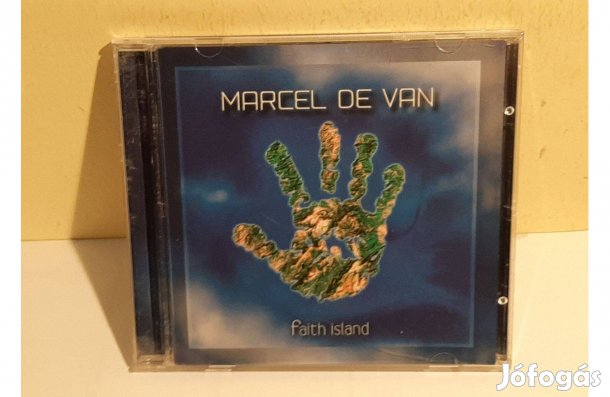 MARCEL DE VAN
faith island
Jófogás